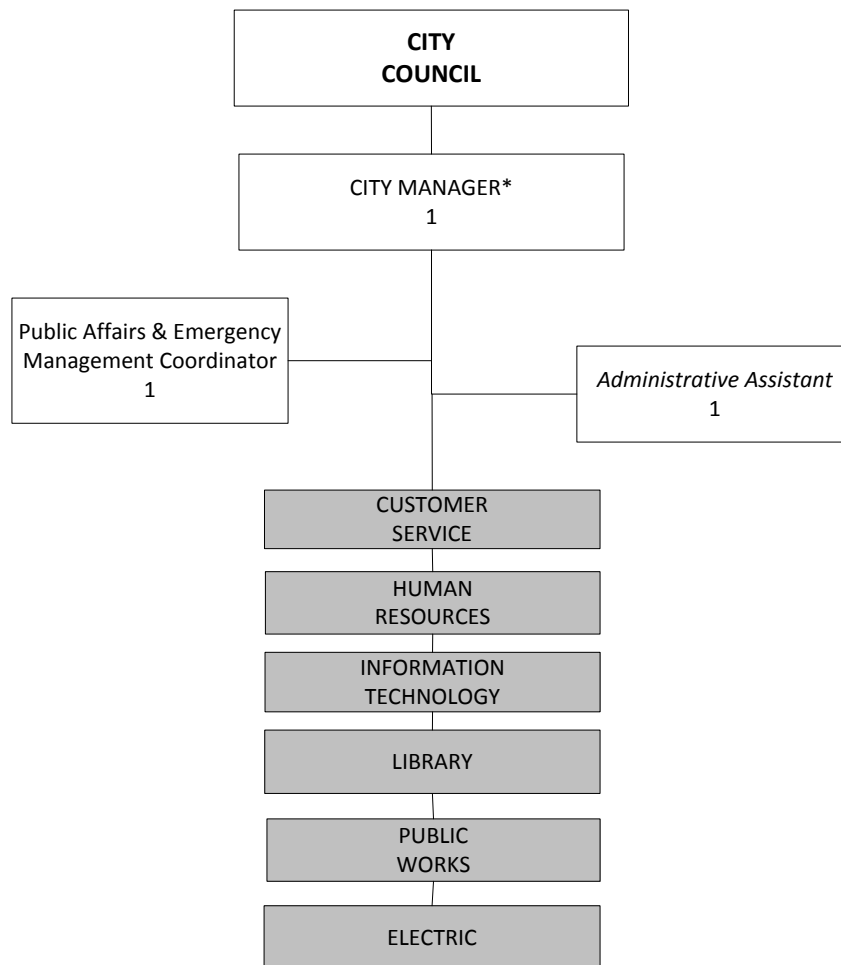 CITY
COUNCIL
CITY MANAGER*
1
Public Affairs & Emergency
Management Coordinator
1
Administrative Assistant
1
CUSTOMER
SERVICE
HUMAN
RESOURCES
INFORMATION
TECHNOLOGY
LIBRARY
PUBLIC
WORKS
ELECTRIC